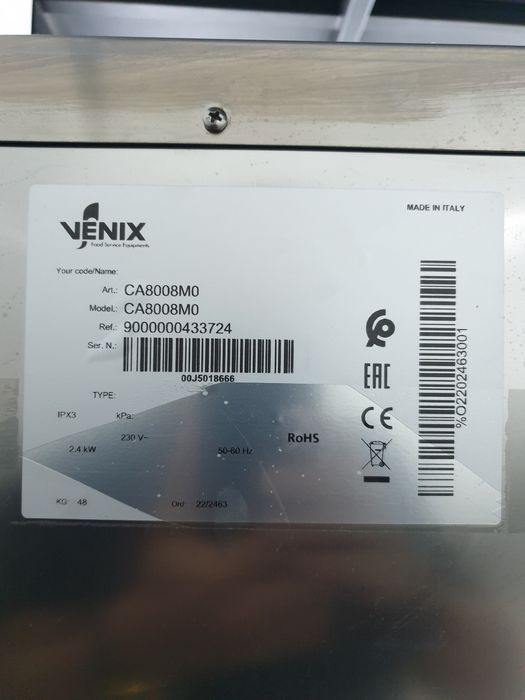 MADE IN ITALY
VENIX
Food Service Equipments
Your code/Name:
Art.: CA8008M0
Model.: CA8008M0
Ref.: 9000000433724
Ser. N.:
00J5018666
TYPE:
IPX3 kPa:
2.4 kW 230 V~ 50-60 Hz
RoHS
KG: 48 Ord: 22/2463
EAC
CE
%O2202463001